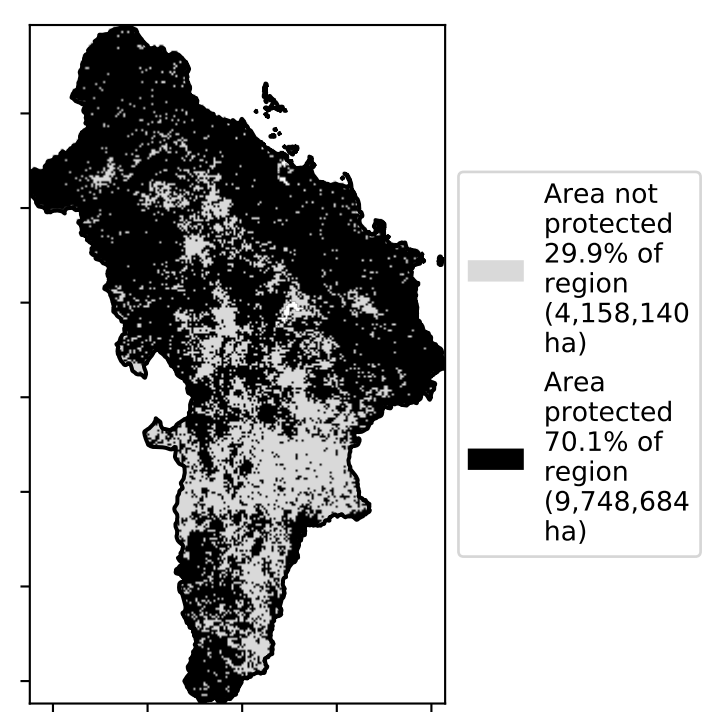 Area not
protected
29.9% of
region
(4,158,140
ha)
Area
protected
70.1% of
region
(9,748,684
ha)